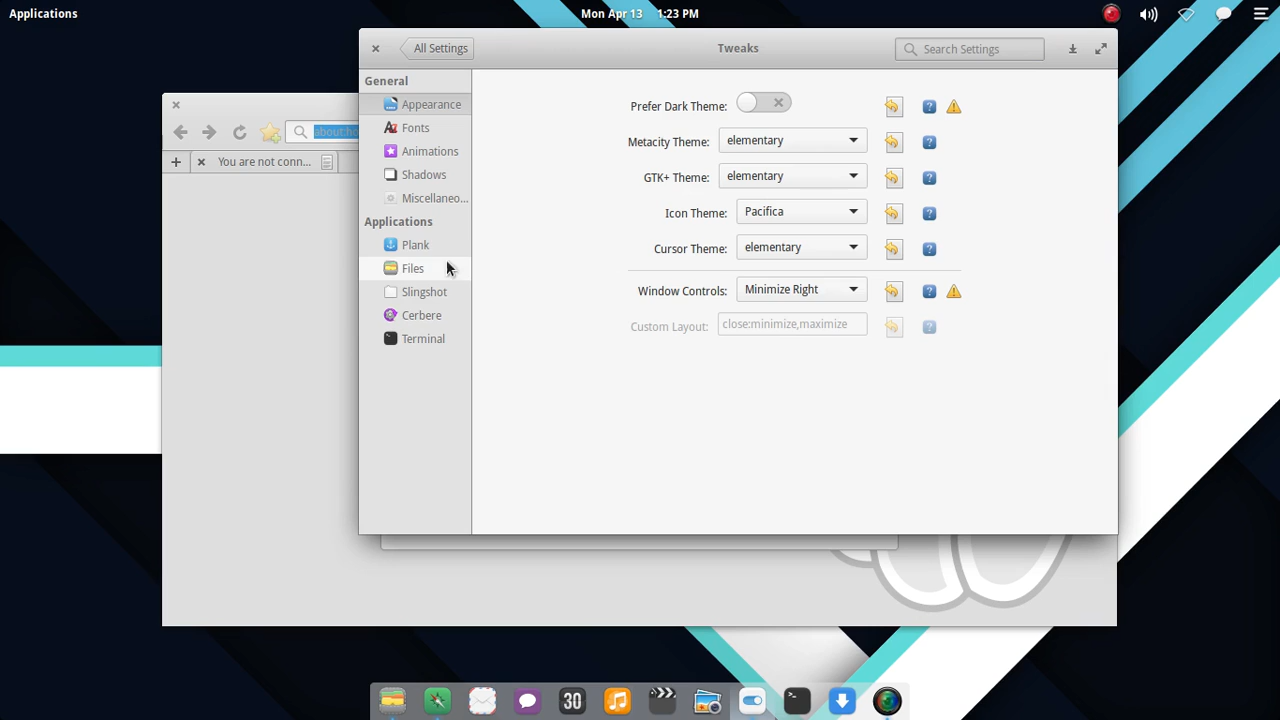 Applications
Mon Apr 13 1:23 PM
All Settings
Tweaks
Search Settings
General
Appearance
Fonts
Animations
Shadows
Miscellaneo...
Applications
Plank
Files
Slingshot
Cerbere
Terminal
Prefer Dark Theme:
Metacity Theme: elementary
GTK+ Theme: elementary
Icon Theme: Pacifica
Cursor Theme: elementary
Window Controls: Minimize Right
Custom Layout: close:minimize,maximize
about:ho
You are not conn...
30